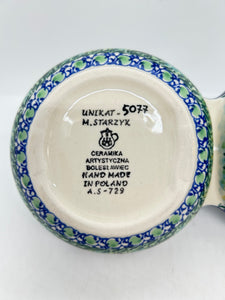 UNIKAT - 5077
M. STARZYK
CERAMIKA
ARTYSTYCZNA
BOLESŁAWIEC
HAND MADE
IN POLAND
A.S-729